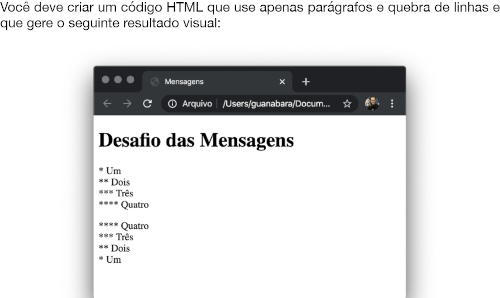 Você deve criar um código HTML que use apenas parágrafos e quebra de linhas e
que gere o seguinte resultado visual:
Mensagens
Arquivo | /Users/guanabara/Docum...
Desafio das Mensagens
* Um
** Dois
*** Três
**** Quatro
**** Quatro
*** Três
** Dois
* Um